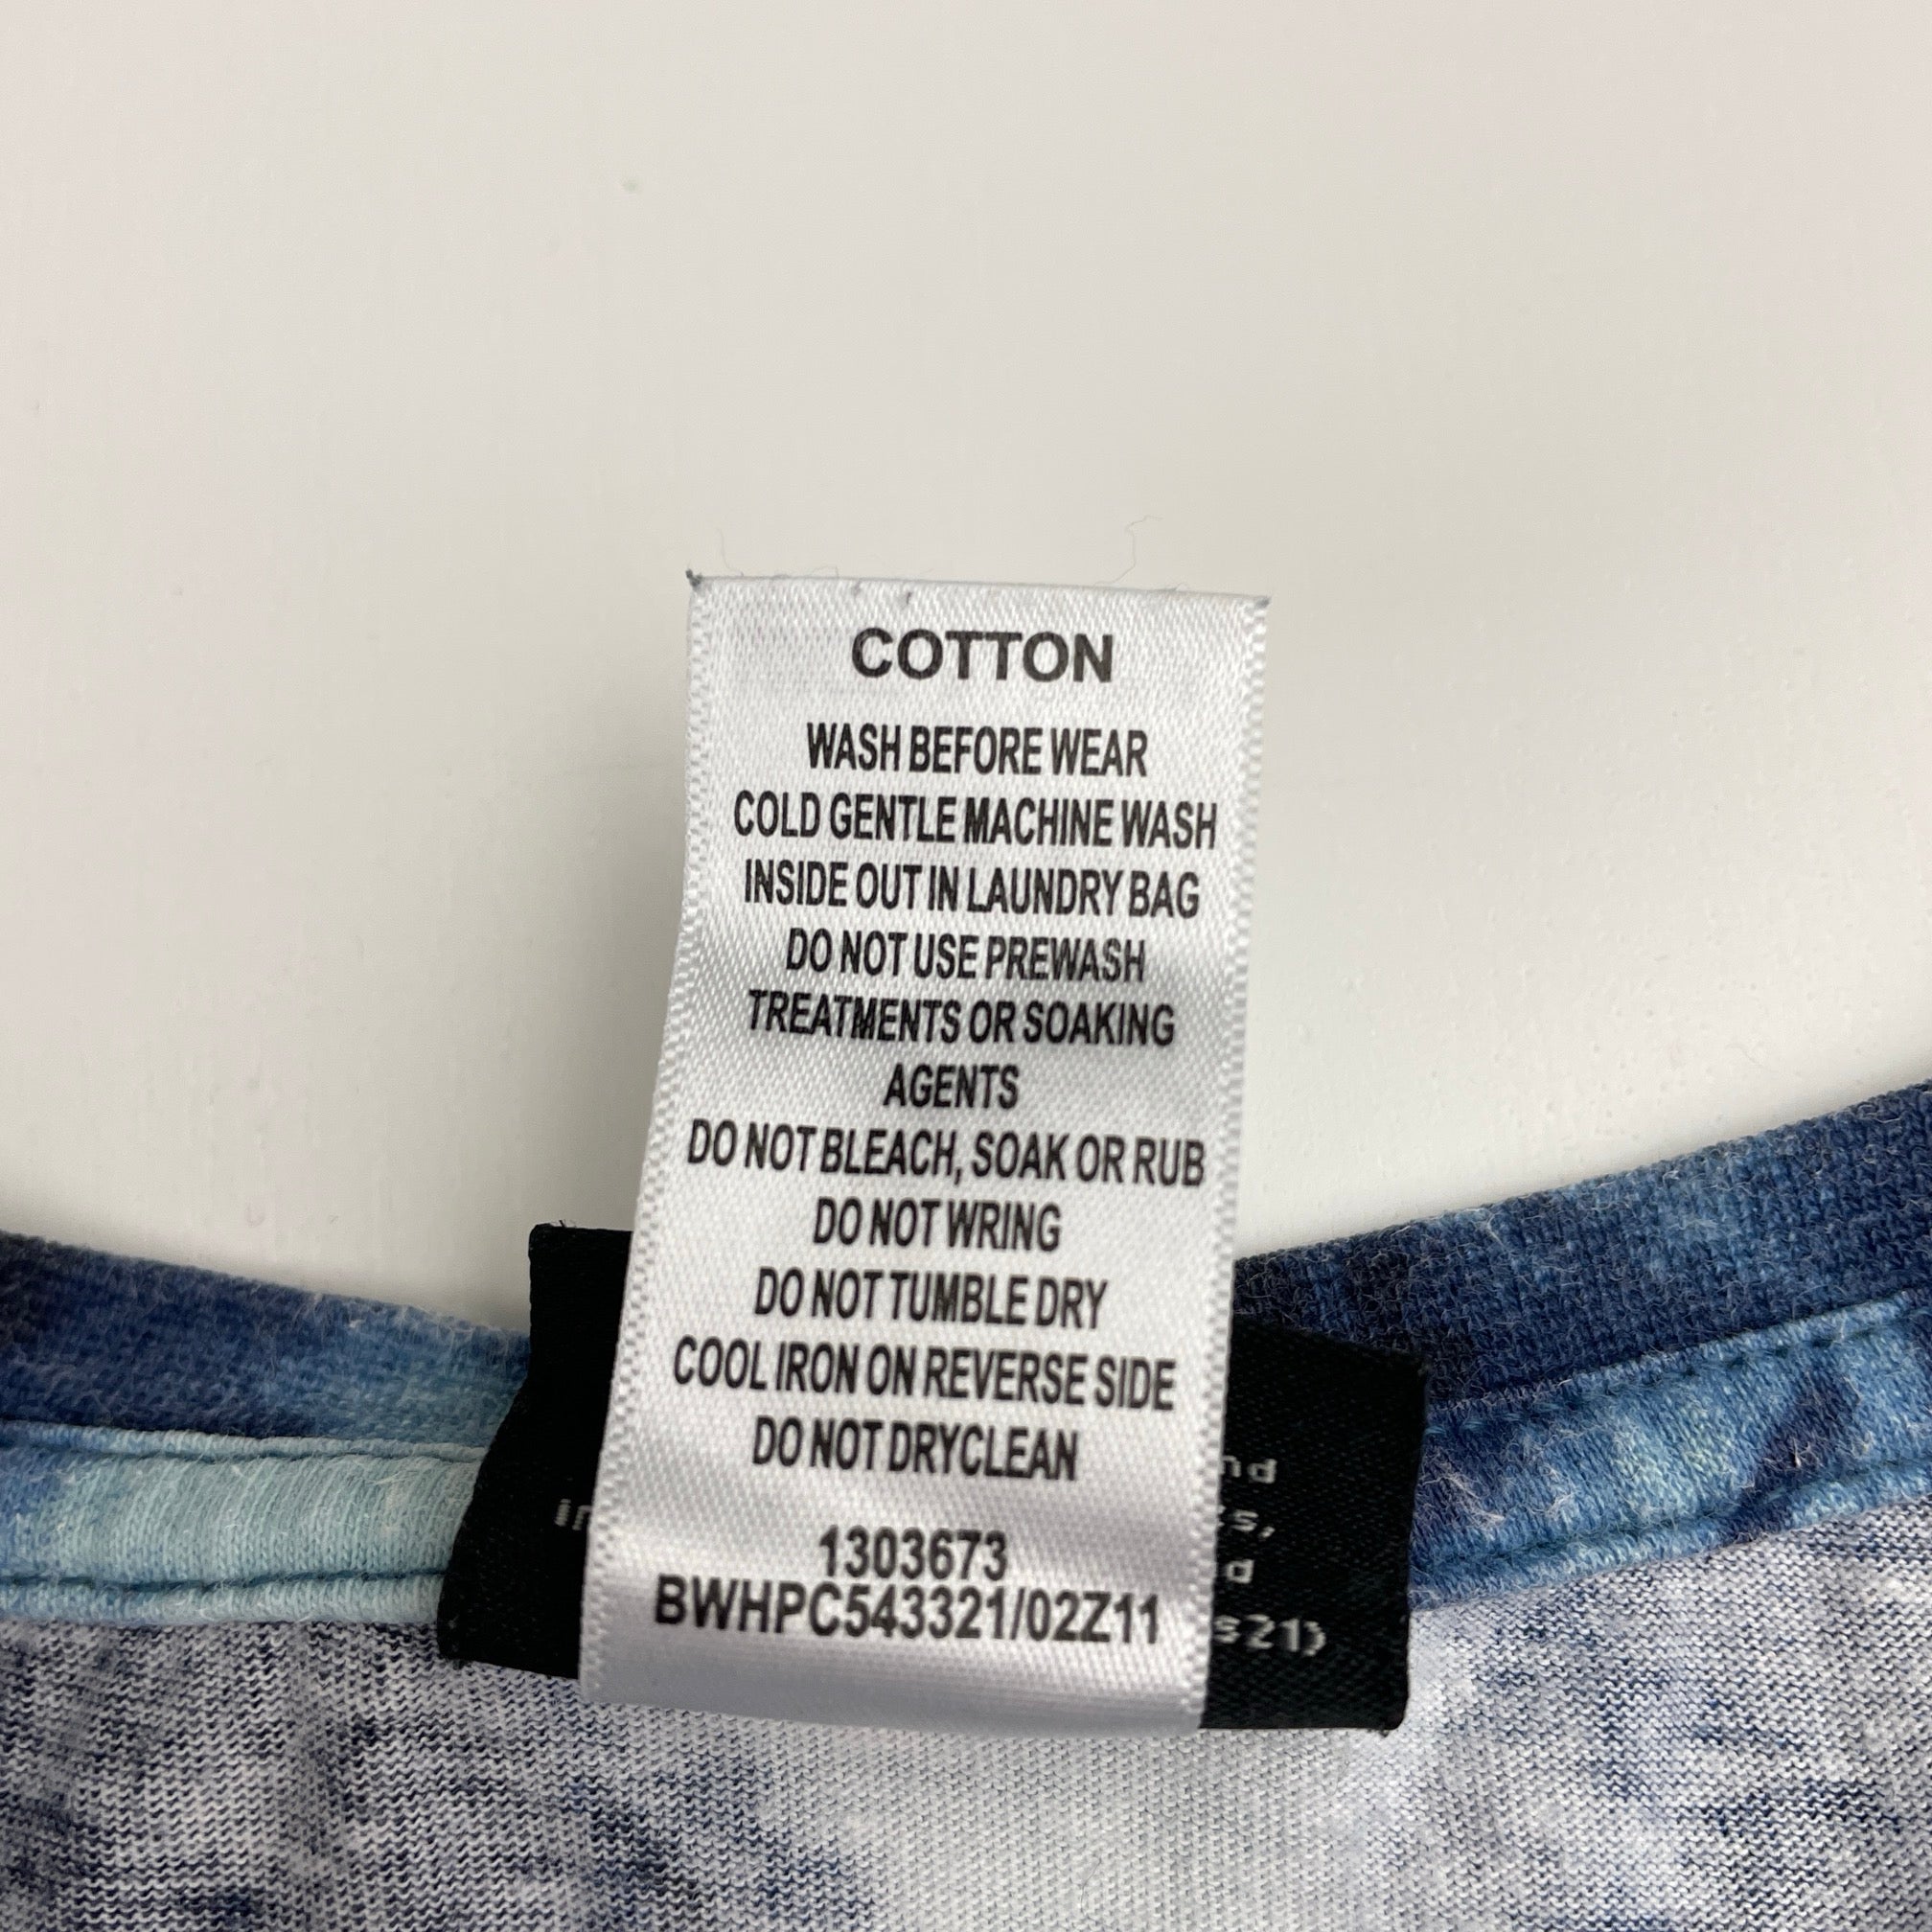 COTTON
WASH BEFORE WEAR
COLD GENTLE MACHINE WASH
INSIDE OUT IN LAUNDRY BAG
DO NOT USE PREWASH
TREATMENTS OR SOAKING
AGENTS
DO NOT BLEACH, SOAK OR RUB
DO NOT WRING
DO NOT TUMBLE DRY
COOL IRON ON REVERSE SIDE
DO NOT DRYCLEAN
1303673
BWHPC543321/02Z11